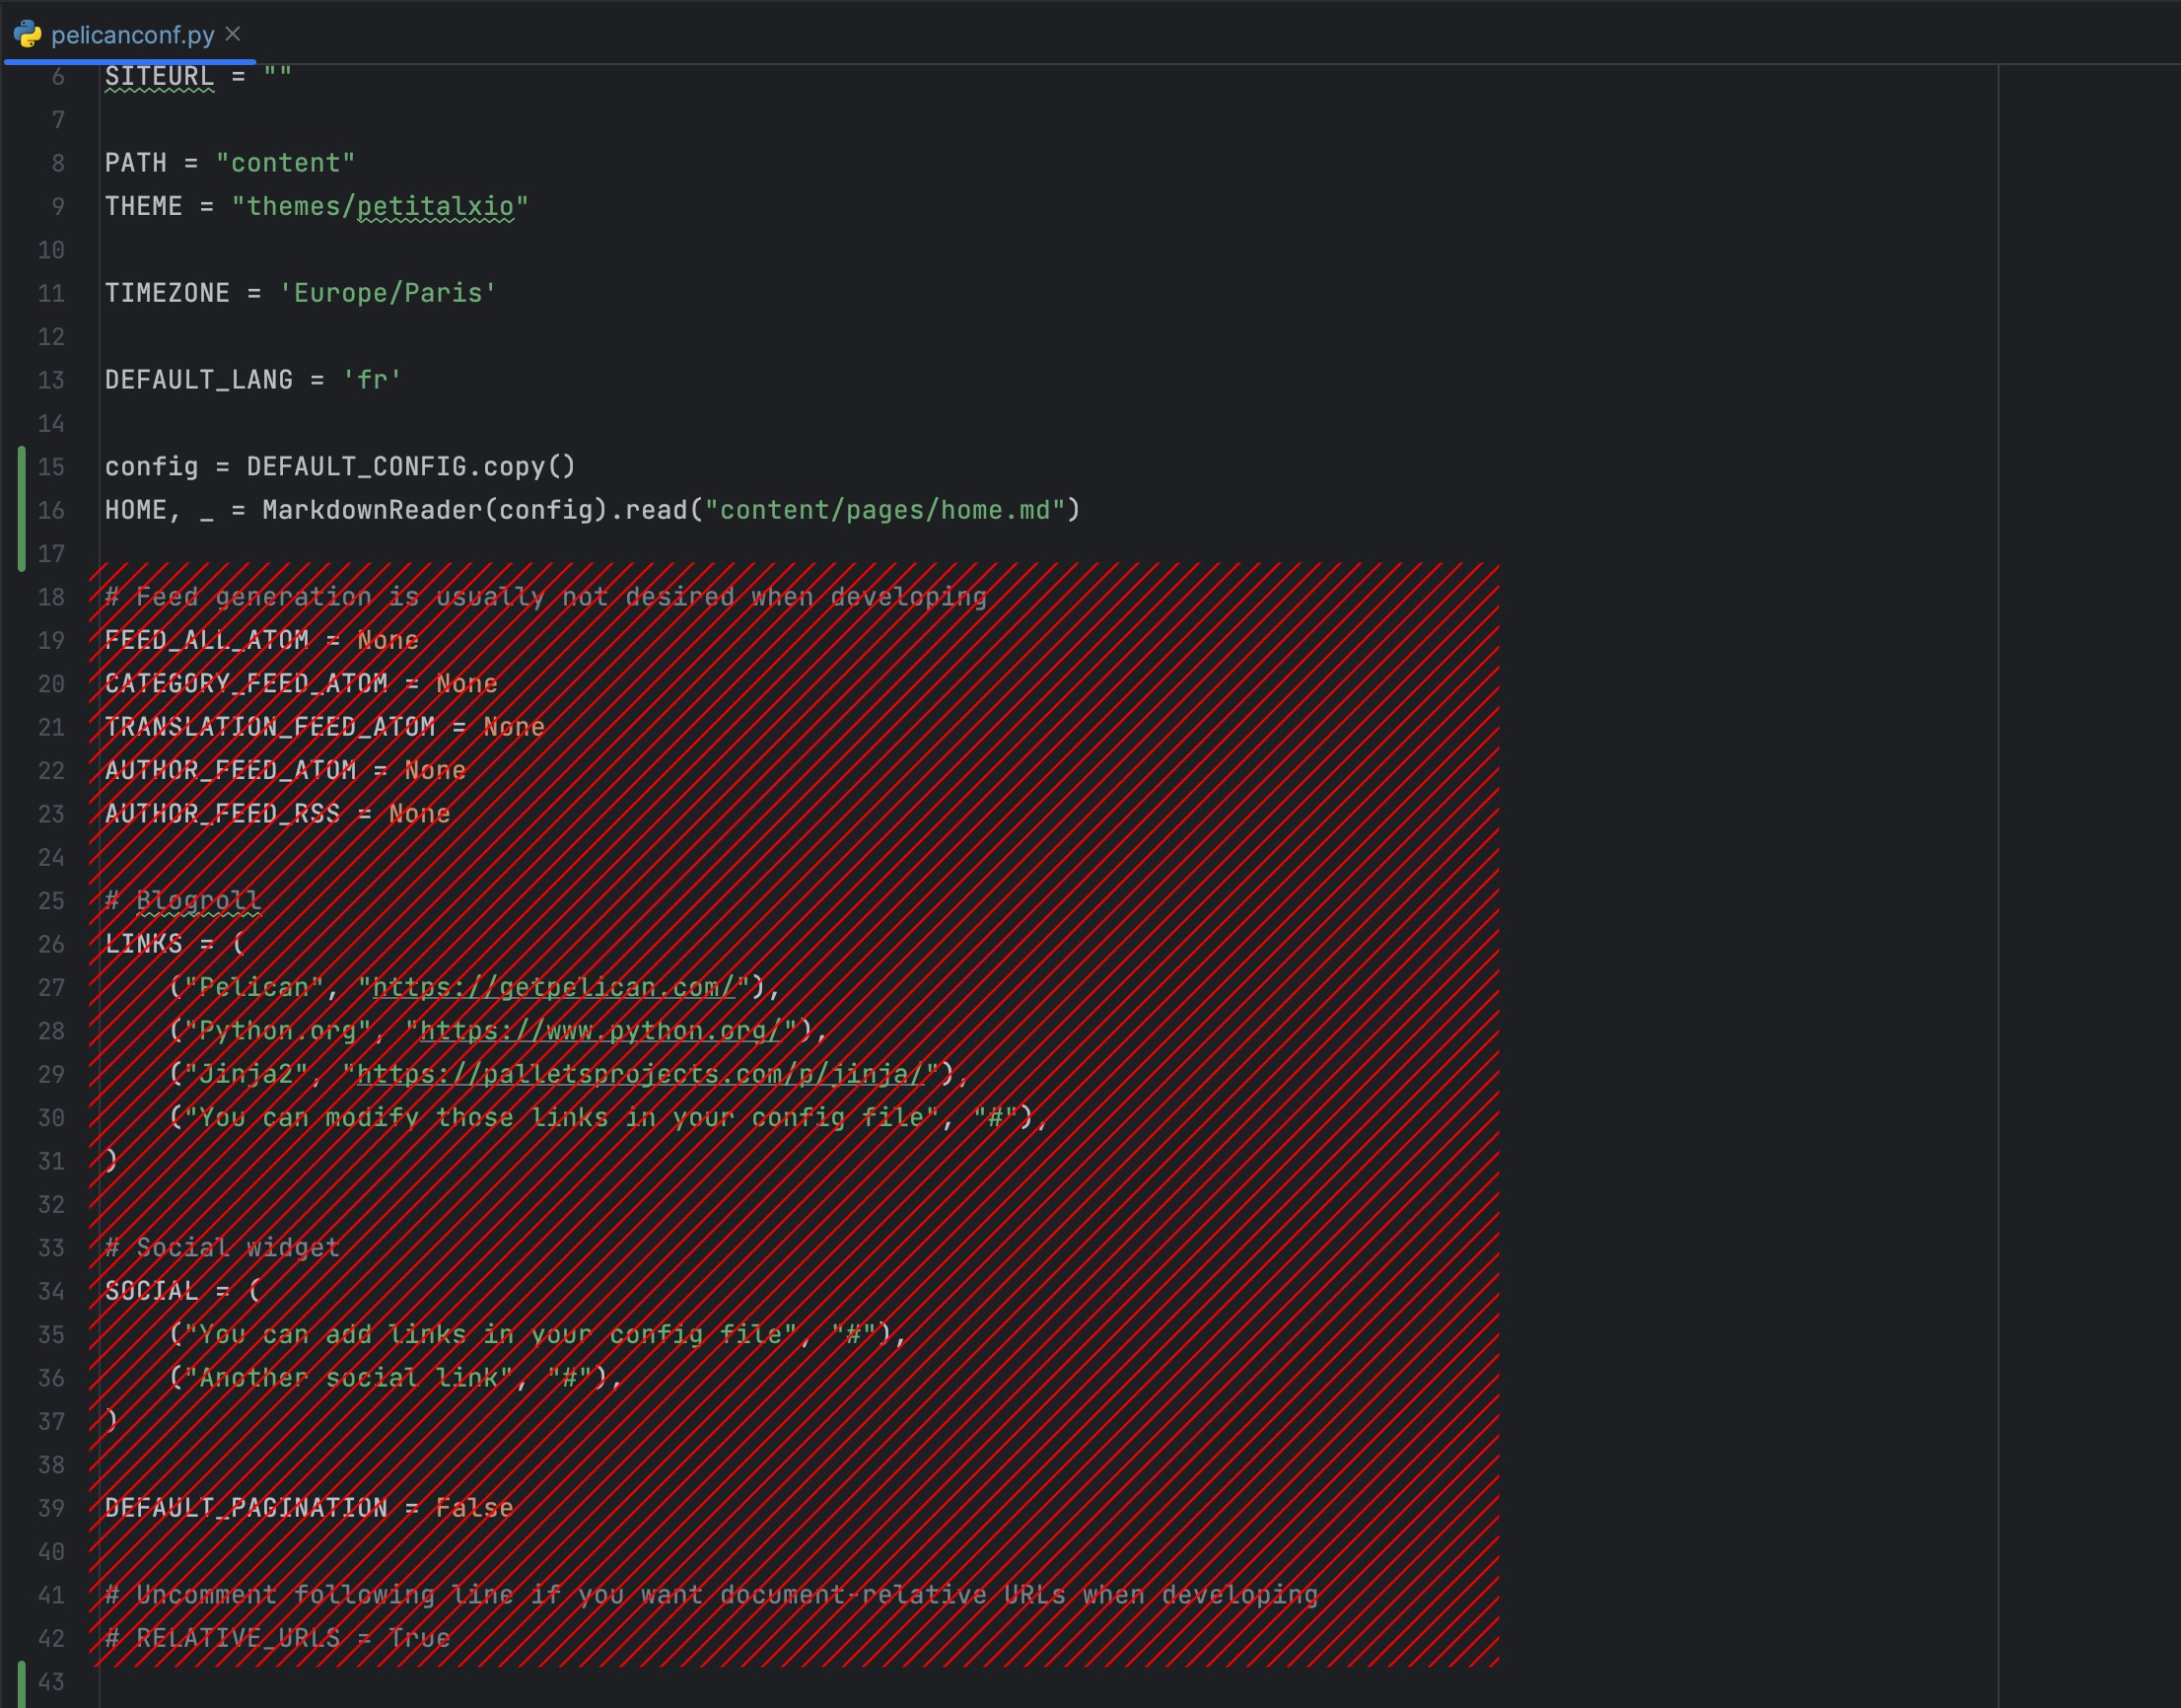 pelicanconf.py
6 SITEURL = ""
7
8 PATH = "content"
9 THEME = "themes/petitalxio"
10
11 TIMEZONE = 'Europe/Paris'
12
13 DEFAULT_LANG = 'fr'
14
15 config = DEFAULT_CONFIG.copy()
16 HOME, _ = MarkdownReader(config).read("content/pages/home.md")
17
18 # Feed generation is usually not desired when developing
19 FEED_ALL_ATOM = None
20 CATEGORY_FEED_ATOM = None
21 TRANSLATION_FEED_ATOM = None
22 AUTHOR_FEED_ATOM = None
23 AUTHOR_FEED_RSS = None
24
25 # Blogroll
26 LINKS = (
27     ("Pelican", "https://getpelican.com/"),
28     ("Python.org", "https://www.python.org/"),
29     ("Jinja2", "https://palletsprojects.com/p/jinja/"),
30     ("You can modify those links in your config file", "#"),
31 )
32
33 # Social widget
34 SOCIAL = (
35     ("You can add links in your config file", "#"),
36     ("Another social link", "#"),
37 )
38
39 DEFAULT_PAGINATION = False
40
41 # Uncomment following line if you want document-relative URLs when developing
42 # RELATIVE_URLS = True
43